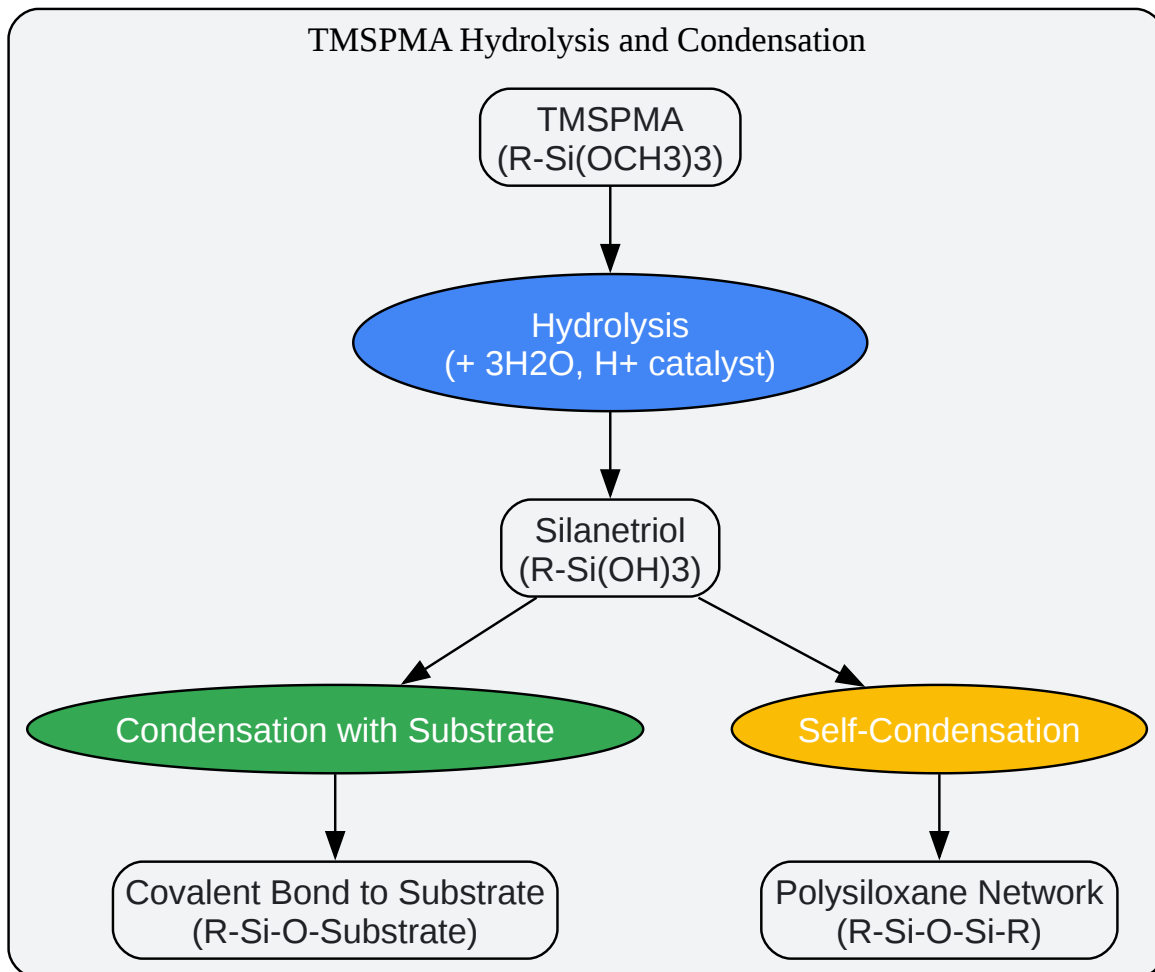 TMSPMA Hydrolysis and Condensation
TMSPMA
(R-Si(OCH3)3)
Hydrolysis
(+ 3H2O, H+ catalyst)
Silanetriol
(R-Si(OH)3)
Condensation with Substrate
Self-Condensation
Covalent Bond to Substrate
(R-Si-O-Substrate)
Polysiloxane Network
(R-Si-O-Si-R)